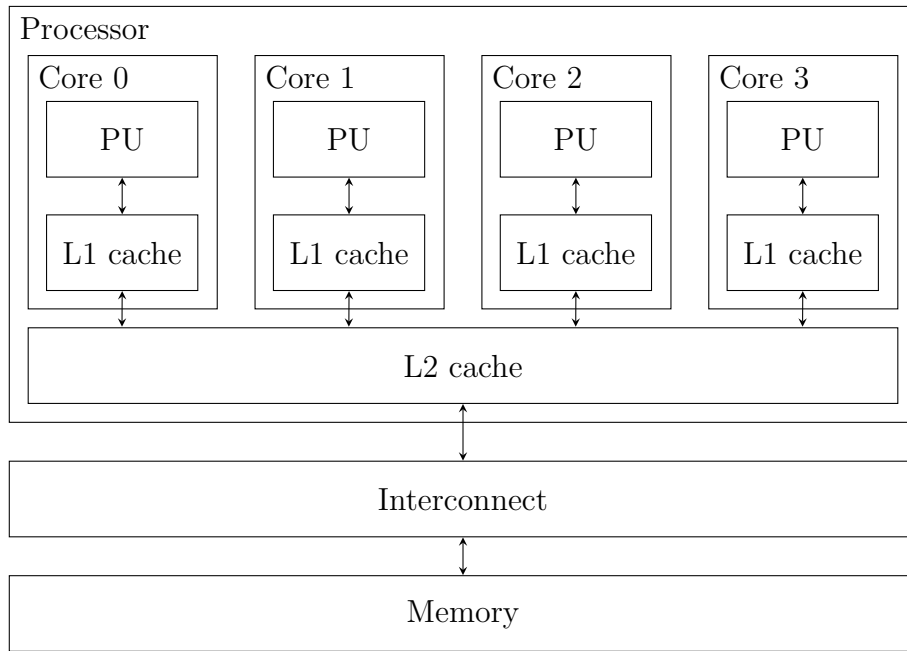 Processor
Core 0
Core 1
Core 2
Core 3
PU
PU
PU
PU
L1 cache
L1 cache
L1 cache
L1 cache
L2 cache
Interconnect
Memory